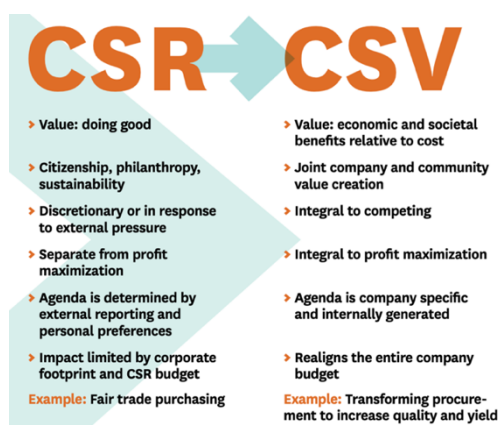 CSR CSV
> Value: doing good
> Citizenship, philanthropy,
sustainability
> Discretionary or in response
to external pressure
> Separate from profit
maximization
> Agenda is determined by
external reporting and
personal preferences
> Impact limited by corporate
footprint and CSR budget
Example: Fair trade purchasing
> Value: economic and societal
benefits relative to cost
> Joint company and community
value creation
> Integral to competing
> Integral to profit maximization
> Agenda is company specific
and internally generated
> Realigns the entire company
budget
Example: Transforming procure-
ment to increase quality and yield